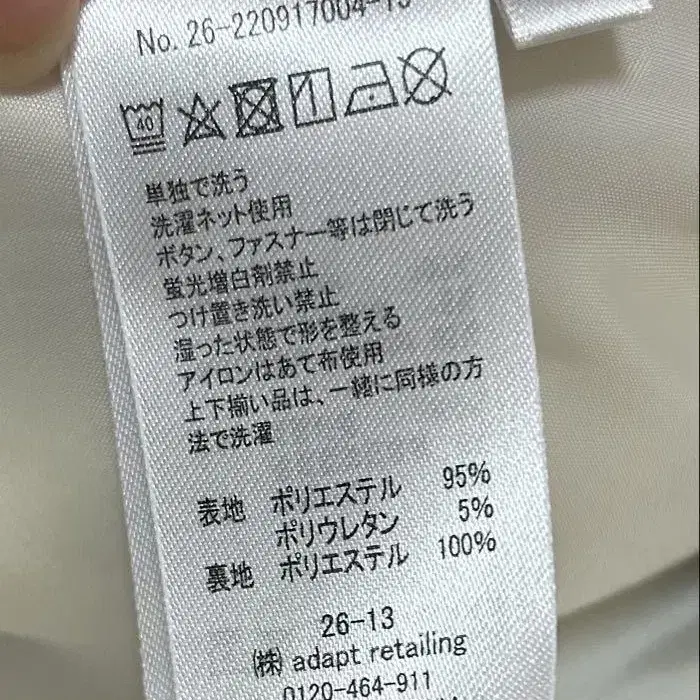 No. 26-220917004-13
40
単独で洗う
洗濯ネット使用
ボタン、ファスナー等は閉じて洗う
蛍光増白剤禁止
つけ置き洗い禁止
湿った状態で形を整える
アイロンはあて布使用
上下揃い品は、一緒に同様の方
法で洗濯
表地 ポリエステル 95%
ポリウレタン 5%
裏地 ポリエステル 100%
26-13
(株) adapt retailing
0120-464-911